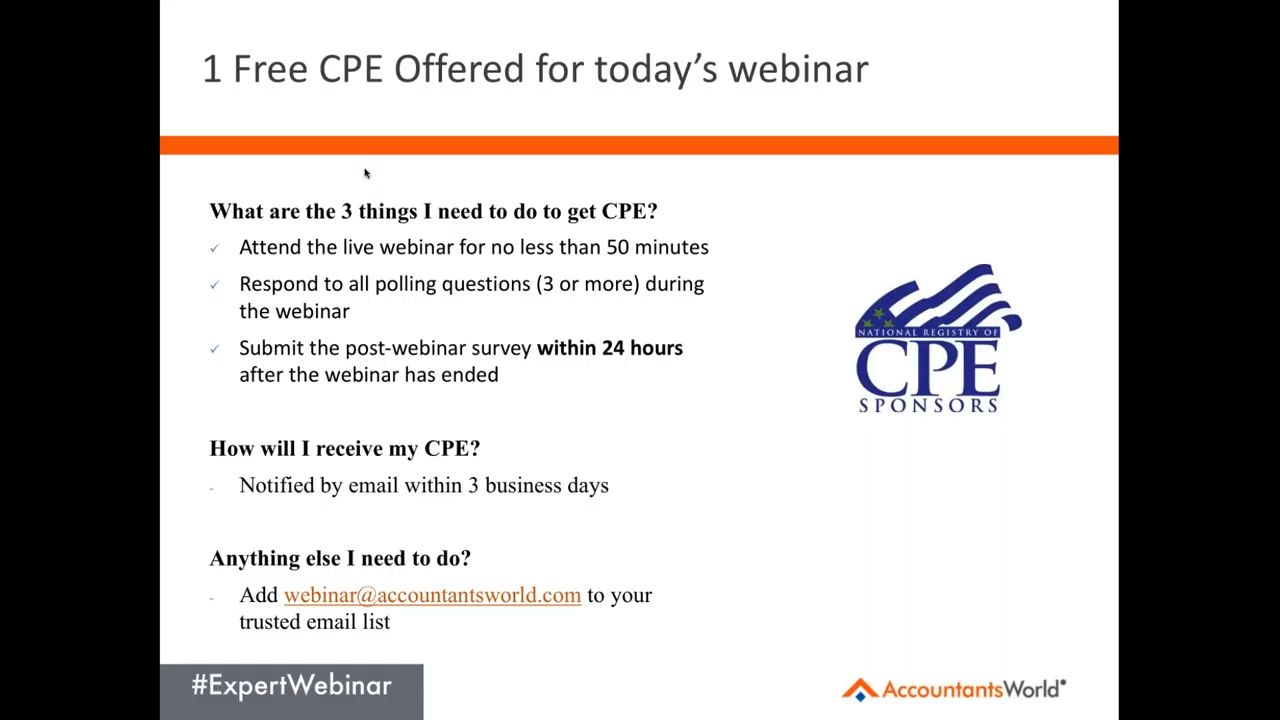 1 Free CPE Offered for today’s webinar
What are the 3 things I need to do to get CPE?
✓ Attend the live webinar for no less than 50 minutes
✓ Respond to all polling questions (3 or more) during
the webinar
✓ Submit the post-webinar survey within 24 hours
after the webinar has ended
NATIONAL REGISTRY OF
CPE
SPONSORS
How will I receive my CPE?
- Notified by email within 3 business days
Anything else I need to do?
- Add webinar@accountantsworld.com to your
trusted email list
#ExpertWebinar
AccountantsWorld